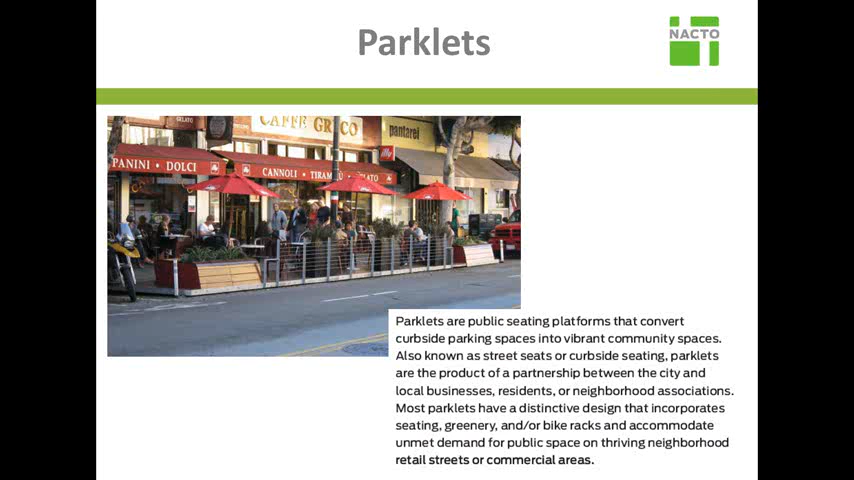 Parklets
NACTO
GELATO
CAFFE GRECO
pantarei
illy
PANINI • DOLCI
CANNOLI • TIRAMISU • GELATO
Parklets are public seating platforms that convert
curbside parking spaces into vibrant community spaces.
Also known as street seats or curbside seating, parklets
are the product of a partnership between the city and
local businesses, residents, or neighborhood associations.
Most parklets have a distinctive design that incorporates
seating, greenery, and/or bike racks and accommodate
unmet demand for public space on thriving neighborhood
retail streets or commercial areas.